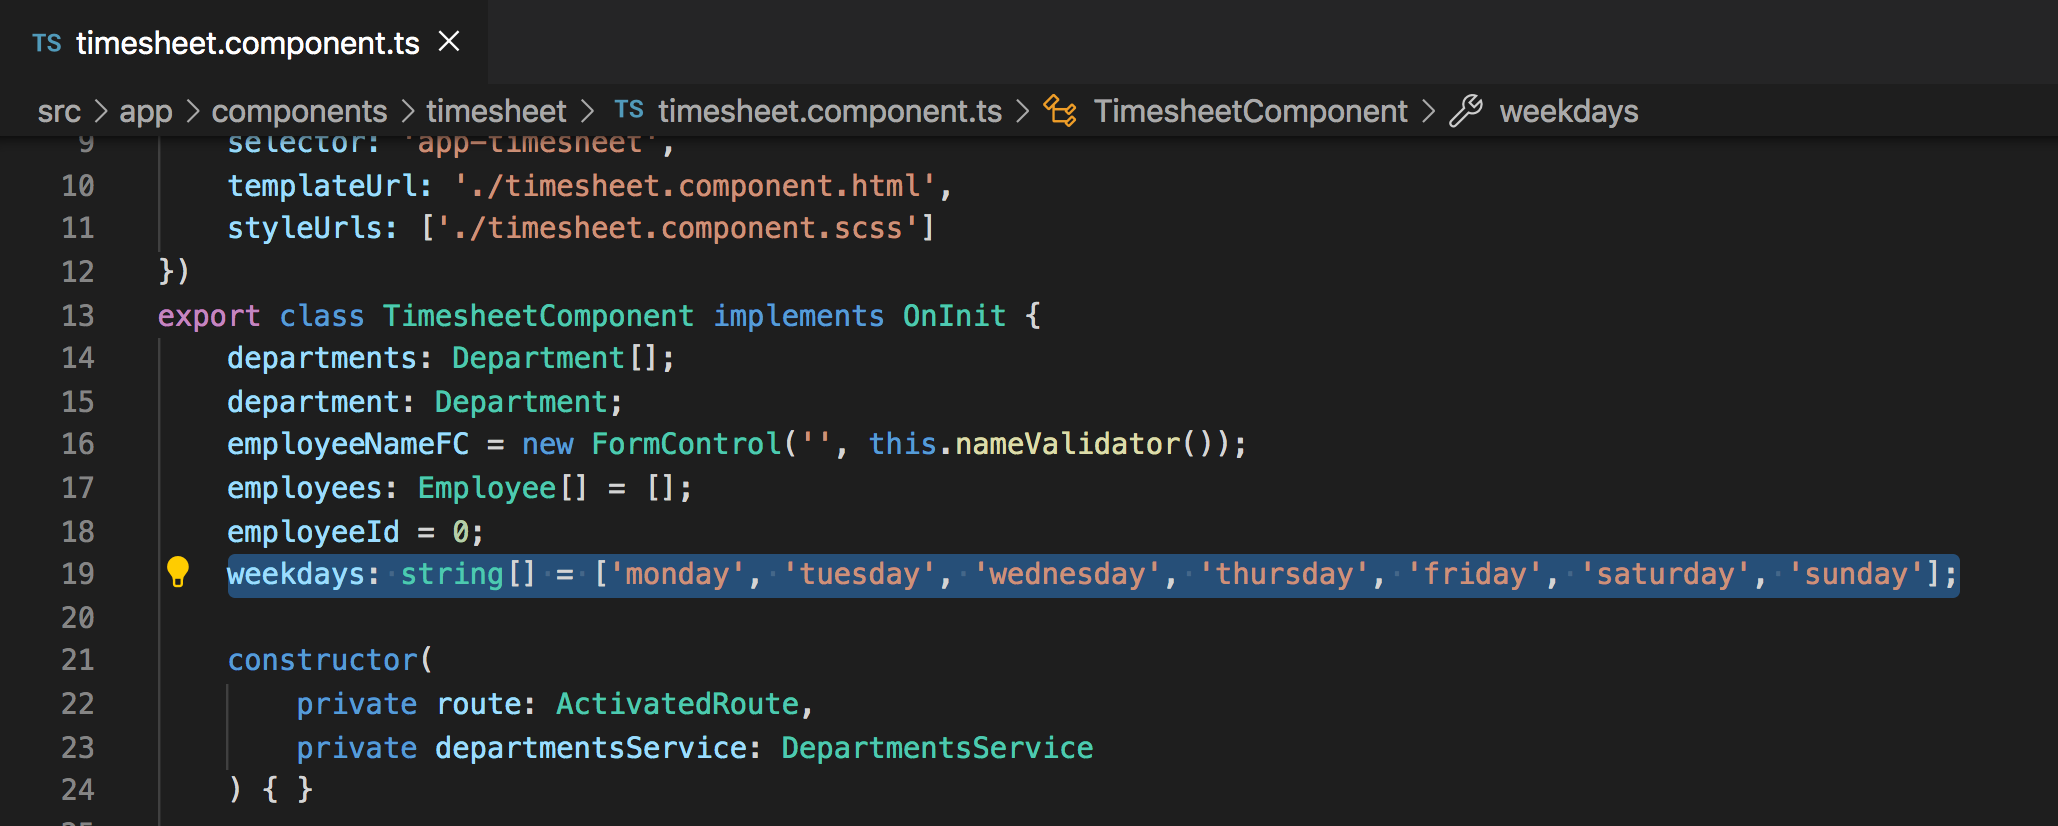 TS timesheet.component.ts ×
src > app > components > timesheet > TS timesheet.component.ts > TimesheetComponent > weekdays
9 selector: 'app-timesheet',
10 templateUrl: './timesheet.component.html',
11 styleUrls: ['./timesheet.component.scss']
12 })
13 export class TimesheetComponent implements OnInit {
14 departments: Department[];
15 department: Department;
16 employeeNameFC = new FormControl('', this.nameValidator());
17 employees: Employee[] = [];
18 employeeId = 0;
19 weekdays: string[] = ['monday', 'tuesday', 'wednesday', 'thursday', 'friday', 'saturday', 'sunday'];
20
21 constructor(
22 private route: ActivatedRoute,
23 private departmentsService: DepartmentsService
24 ) { }